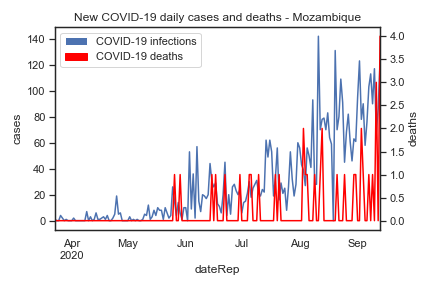 New COVID-19 daily cases and deaths - Mozambique
COVID-19 infections
COVID-19 deaths
cases
140
120
100
80
60
40
20
0
deaths
4.0
3.5
3.0
2.5
2.0
1.5
1.0
0.5
0.0
Apr May Jun Jul Aug Sep
2020
dateRep